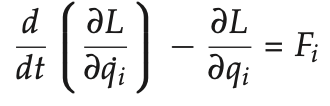 d/dt (∂L/∂q̇ᵢ) − ∂L/∂qᵢ = Fᵢ